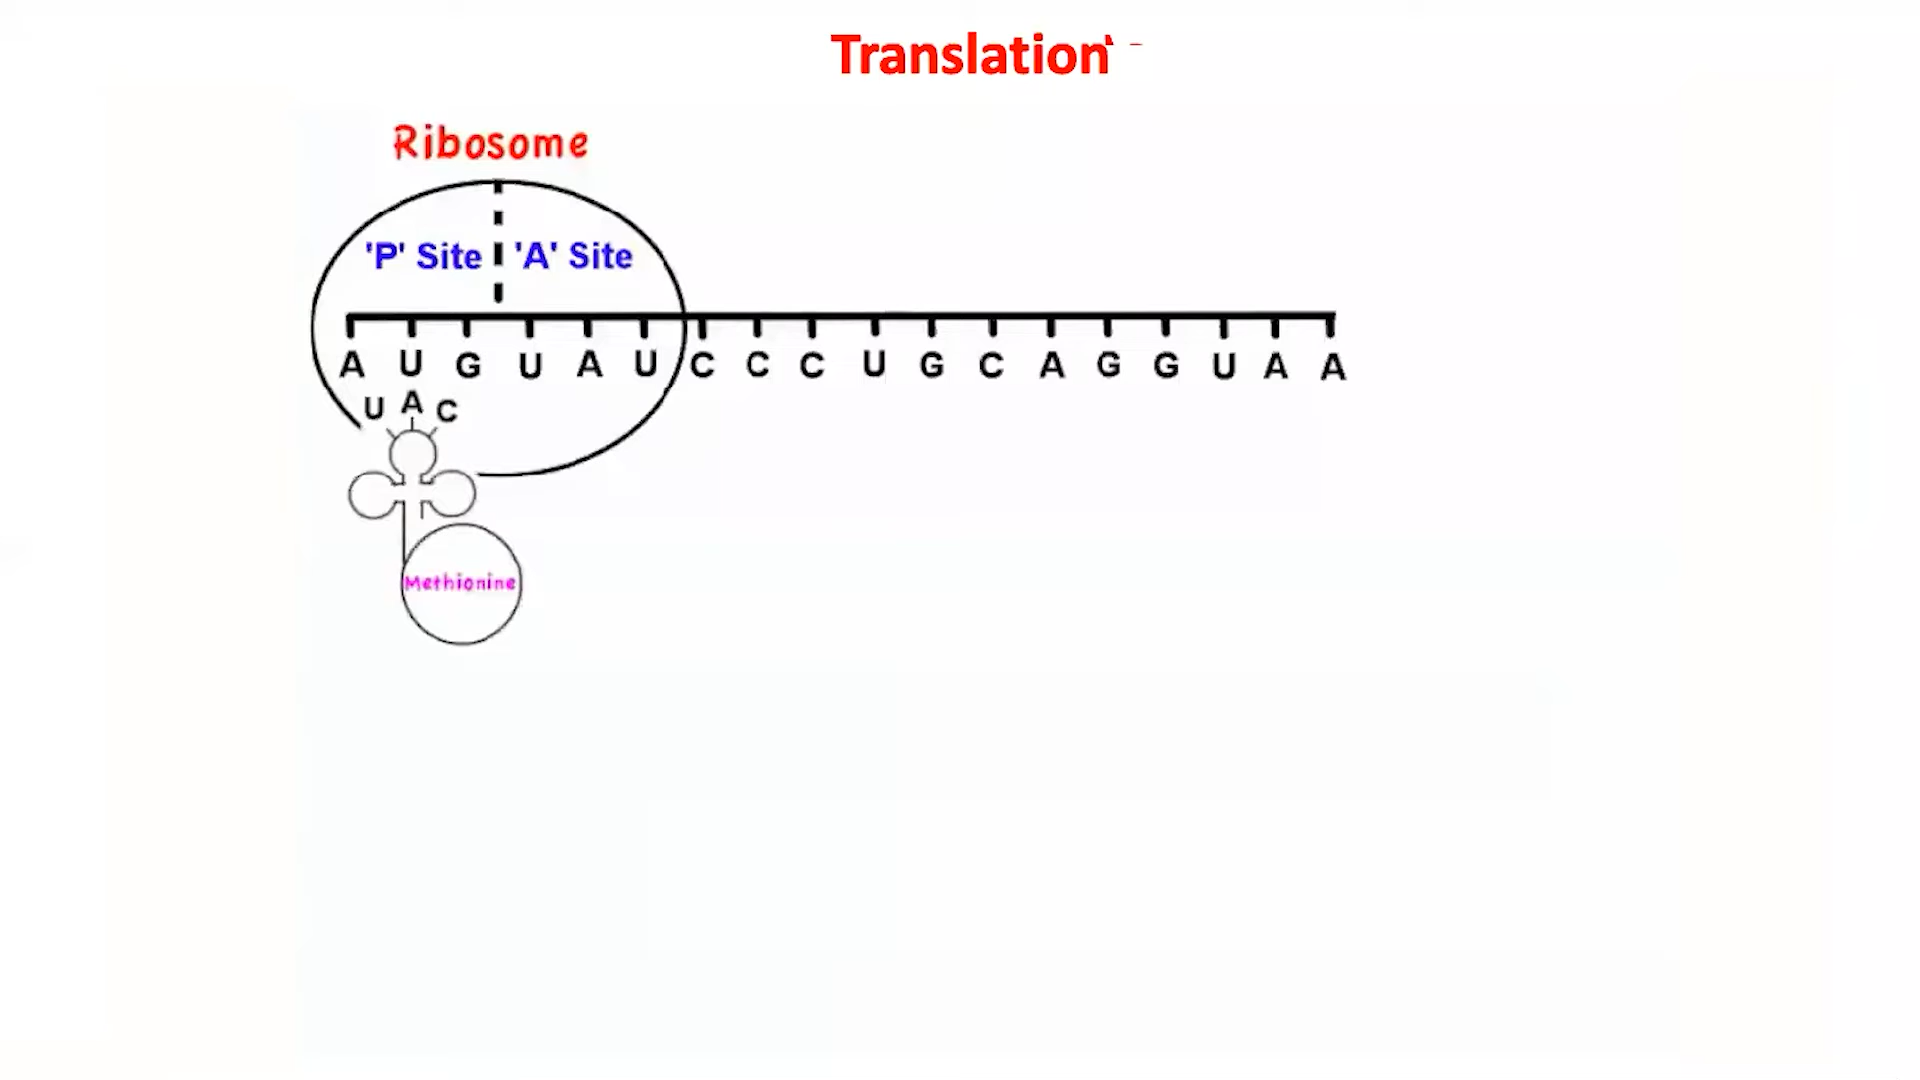 Translation
Ribosome
'P' Site 'A' Site
A U G U A U C C C U G C A G G U A A
U A C
Methionine